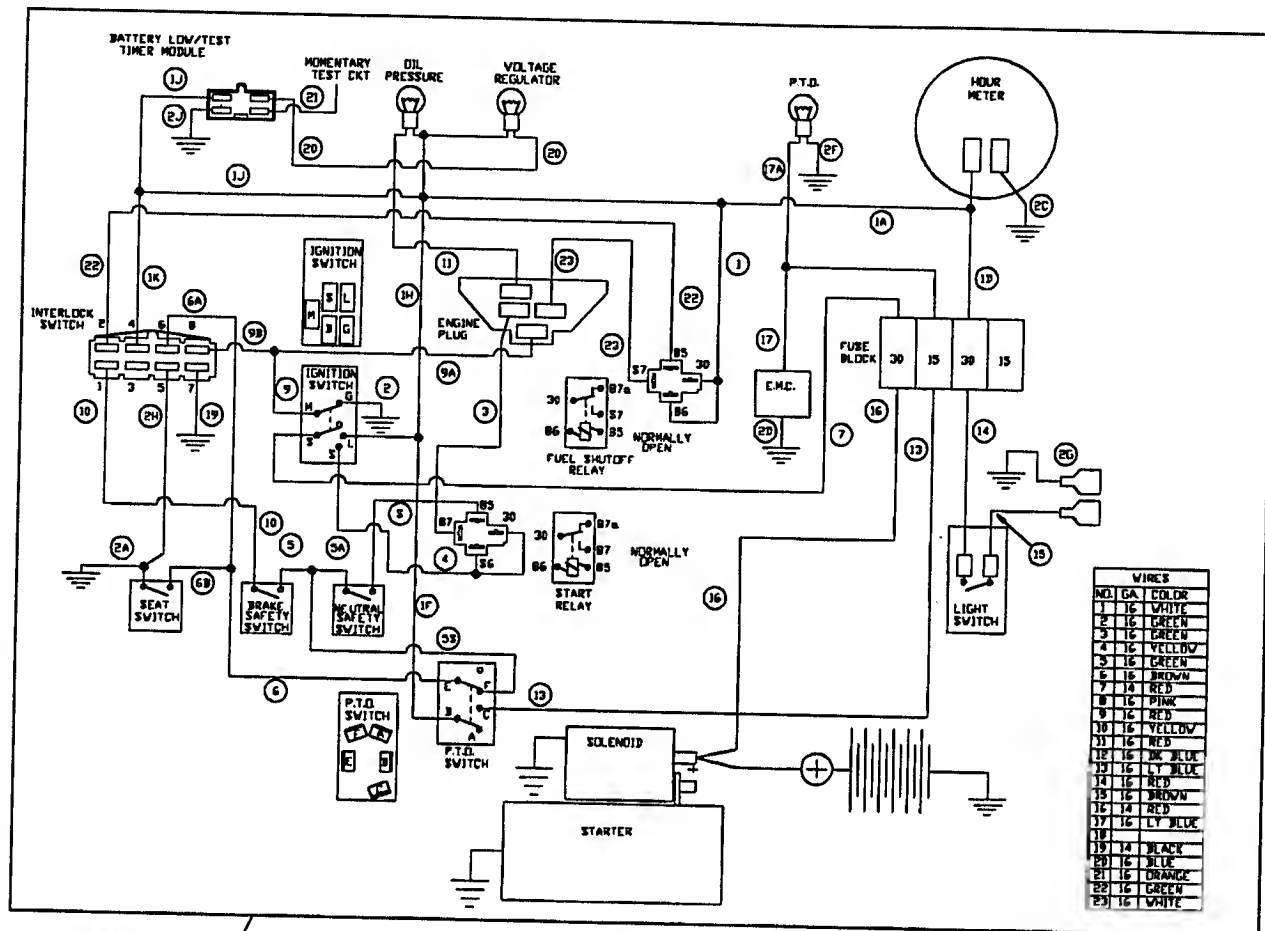 BATTERY LOW/TEST
TIMER MODULE
MOMENTARY
TEST CKT
OIL
PRESSURE
VOLTAGE
REGULATOR
P.T.O.
HOUR
METER
1J
2J
21
20
20
17A
2F
1J
1A
2C
22
1K
6A
INTERLOCK
SWITCH
2 4 6 8
1 3 5 7
9B
IGNITION
SWITCH
S L
M
B G
11
1H
23
ENGINE
PLUG
22
1
1D
FUSE
BLOCK
30 15 30 15
9
IGNITION
SWITCH
2
M
G
S
L
S
9A
3
23
85
S7
30
86
30
87a
S7
86
85
NORMALLY
OPEN
FUEL SHUTOFF
RELAY
17
E.M.C.
2D
16
7
13
14
2G
10
2H
19
2A
6B
10
5
5A
8
4
87
85
30
S6
30
87a
87
86
85
NORMALLY
OPEN
START
RELAY
15
16
SEAT
SWITCH
BRAKE
SAFETY
SWITCH
NEUTRAL
SAFETY
SWITCH
LIGHT
SWITCH
1F
5S
6
13
D
E
F
B
C
A
P.T.O.
SWITCH
P.T.O.
SWITCH
F
E B
SOLENOID
+
STARTER
WIRES
NO. GA. COLOR
1 16 WHITE
2 16 GREEN
3 16 GREEN
4 16 YELLOW
5 16 GREEN
6 16 BROWN
7 14 RED
8 16 PINK
9 16 RED
10 16 YELLOW
11 16 RED
12 16 DK BLUE
13 16 LT BLUE
14 16 RED
15 16 BROWN
16 14 RED
17 16 LT BLUE
18
19 14 BLACK
20 16 BLUE
21 16 ORANGE
22 16 GREEN
23 16 WHITE